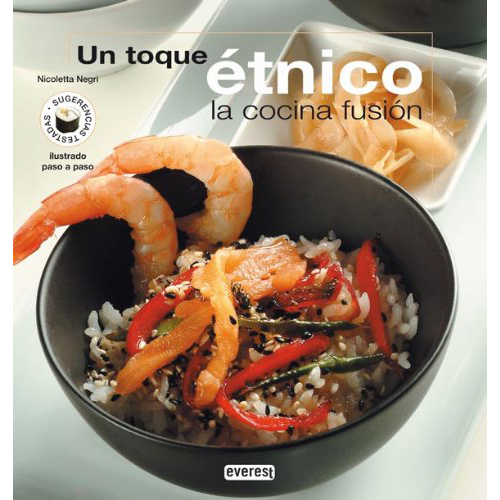 Un toque
étnico
la cocina fusión
Nicoletta Negri
SUGERENCIAS TESTADAS ·
ilustrado
paso a paso
everest